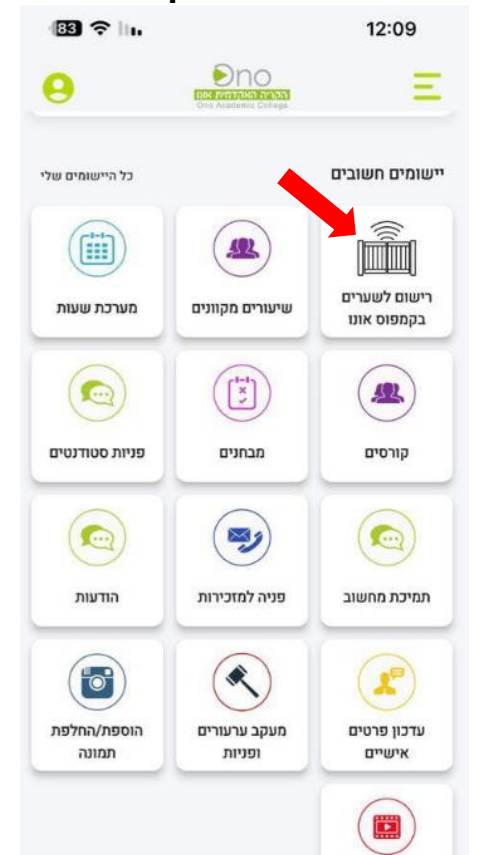 83 12:09
Ono
הקריה האקדמית אונו
Ono Academic College
יישומים חשובים
כל היישומים שלי
רישום לשערים
בקמפוס אונו
שיעורים מקוונים
מערכת שעות
קורסים
מבחנים
פניות סטודנטים
תמיכת מחשוב
פניה למזכירות
הודעות
עדכון פרטים
אישיים
מעקב ערעורים
ופניות
הוספת/החלפת
תמונה